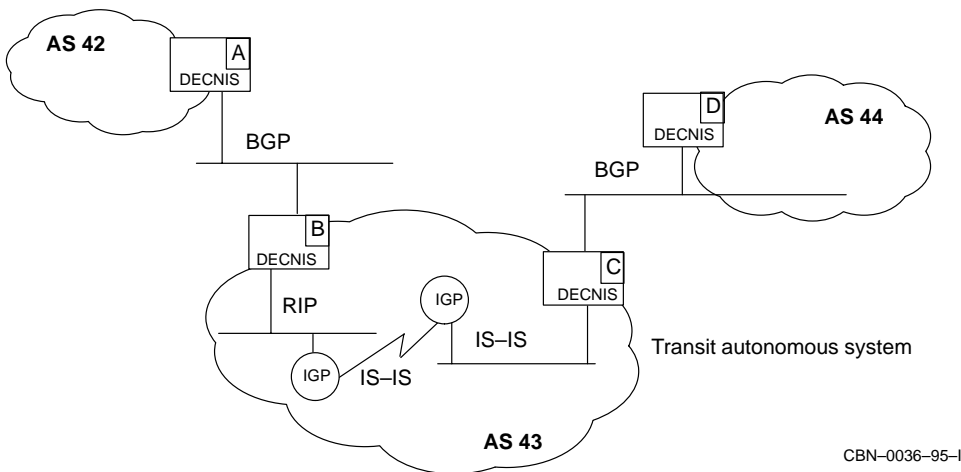 AS 42
A
DECNIS
D
DECNIS
AS 44
BGP
BGP
B
DECNIS
C
DECNIS
RIP
IGP
IS–IS
Transit autonomous system
IGP
IS–IS
AS 43
CBN–0036–95–I